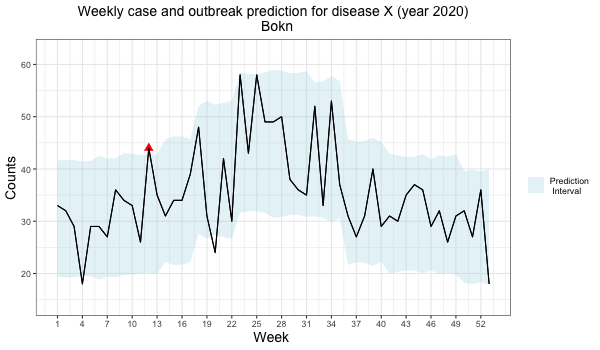 Weekly case and outbreak prediction for disease X (year 2020)
Bokn
Counts
60
50
40
30
20
1 4 7 10 13 16 19 22 25 28 31 34 37 40 43 46 49 52
Week
Prediction
Interval